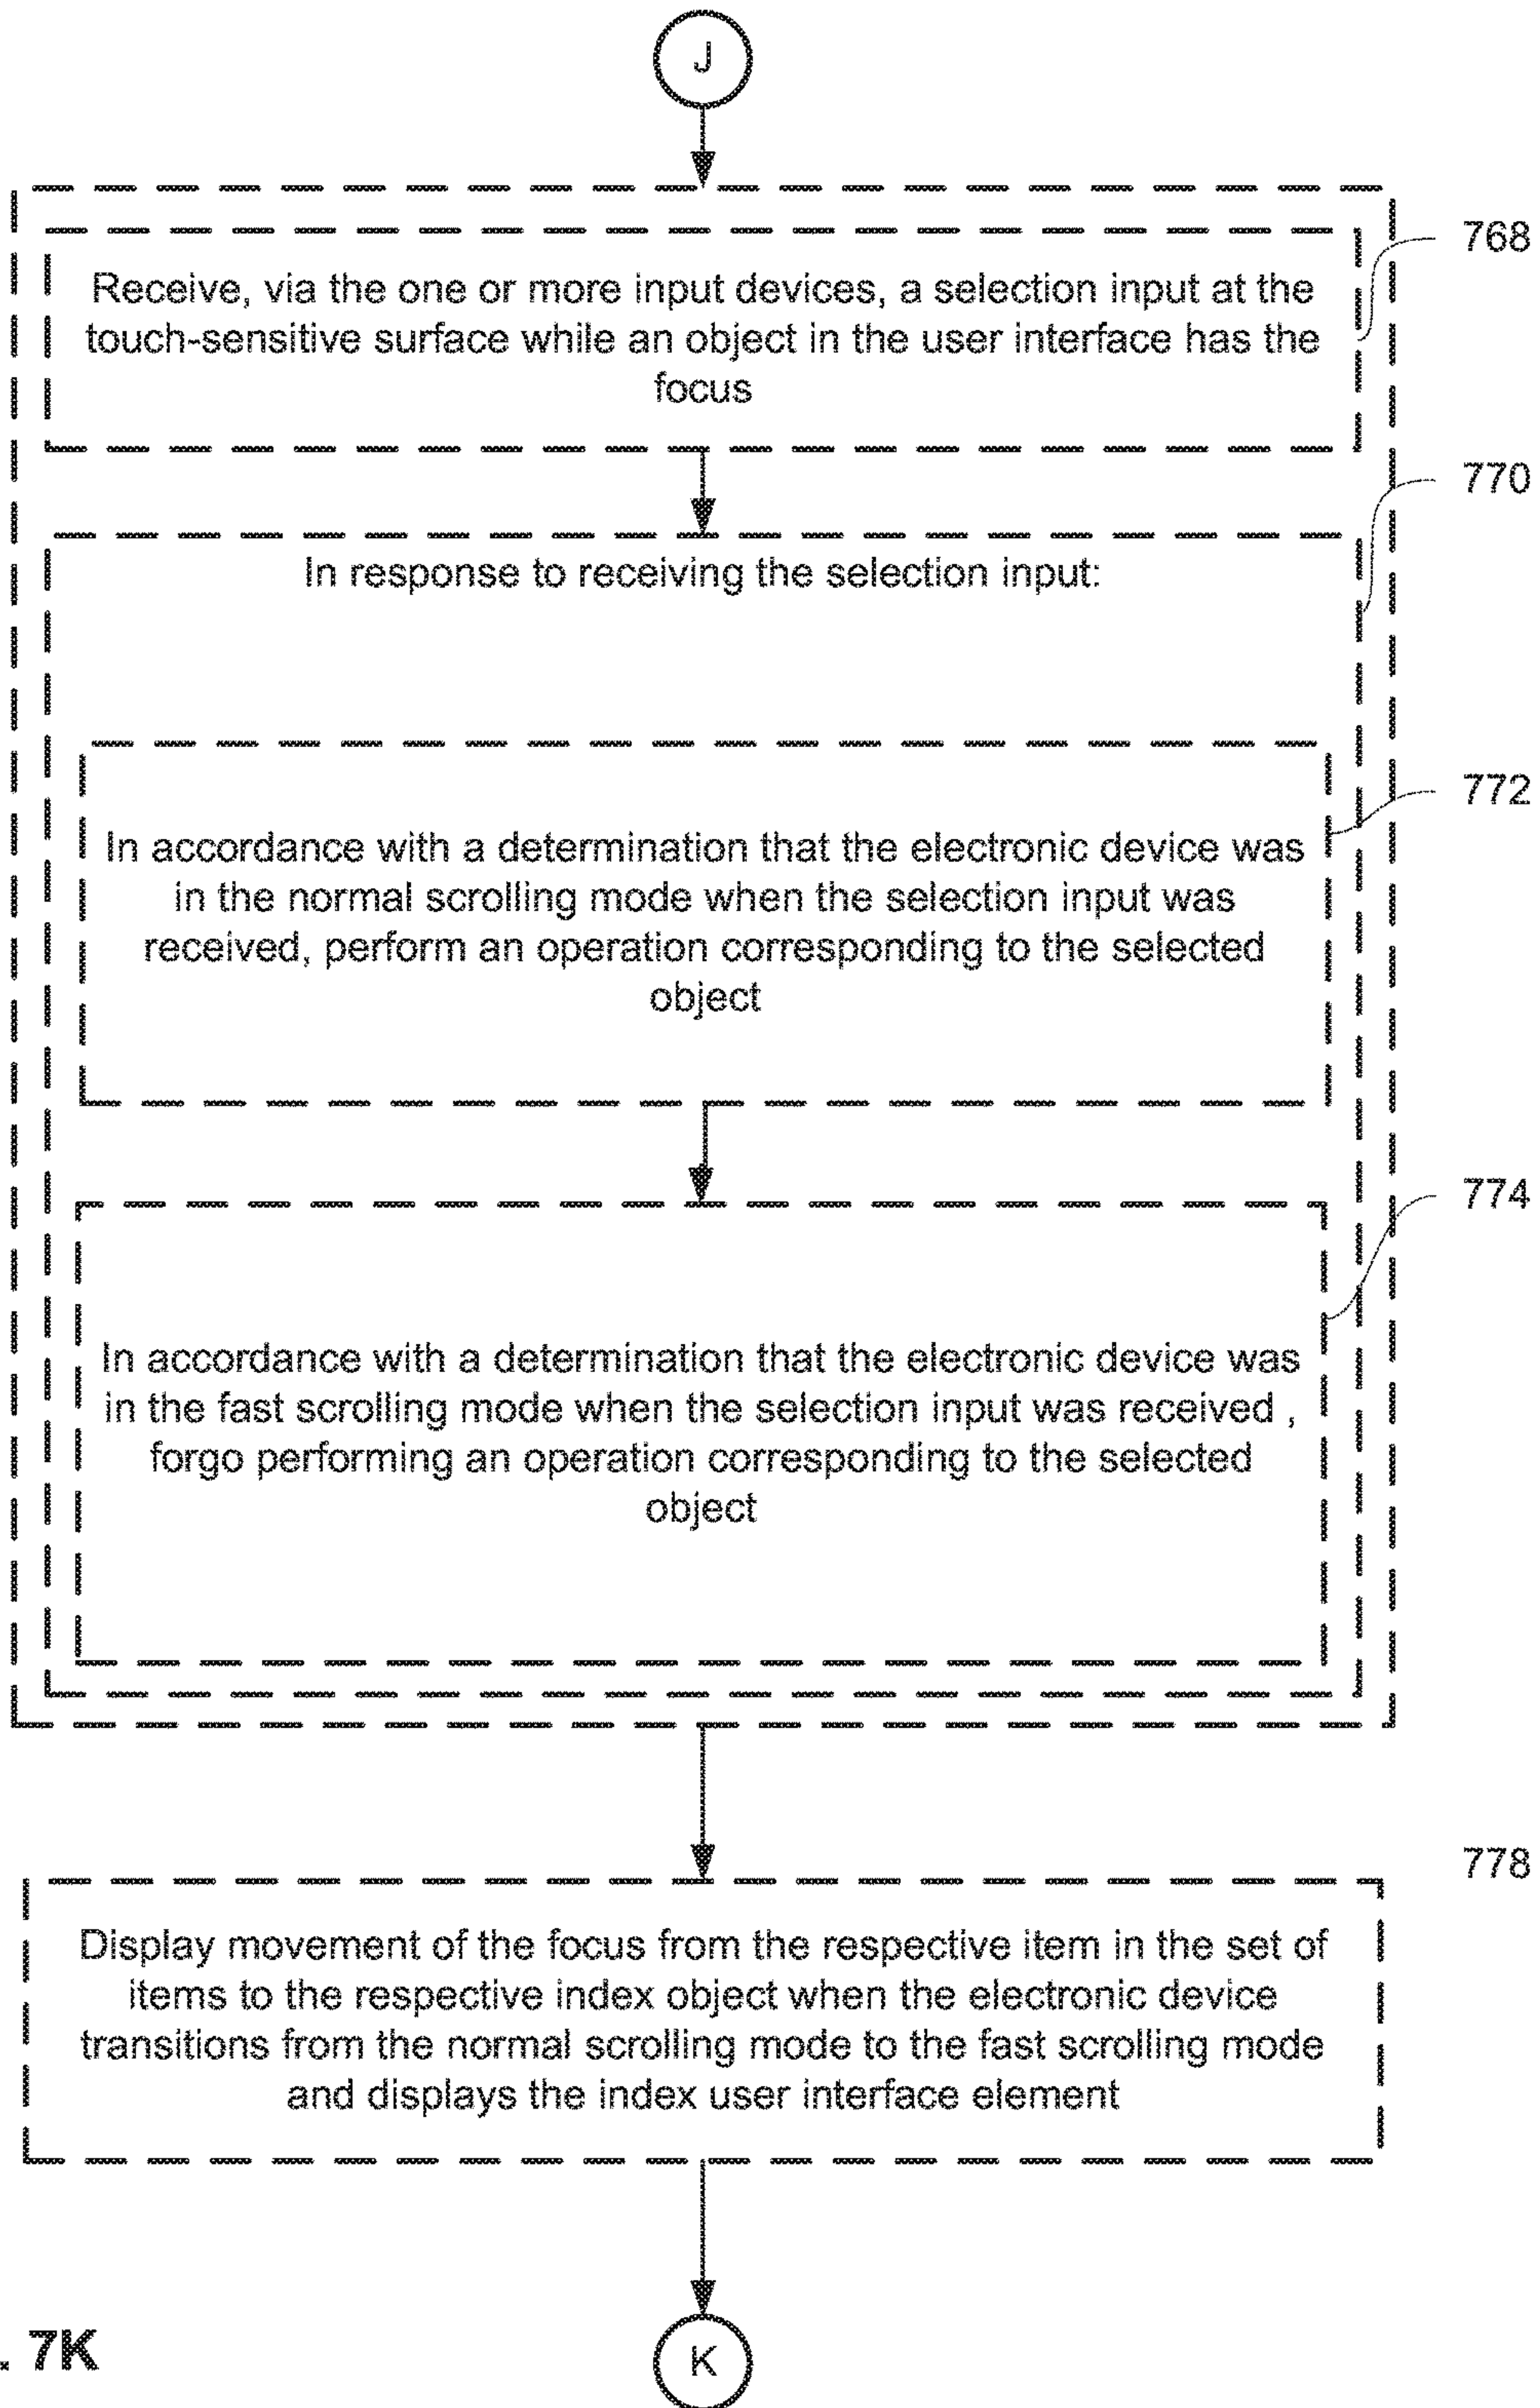 J
768
Receive, via the one or more input devices, a selection input at the
touch-sensitive surface while an object in the user interface has the
focus
770
In response to receiving the selection input:
772
In accordance with a determination that the electronic device was
in the normal scrolling mode when the selection input was
received, perform an operation corresponding to the selected
object
774
In accordance with a determination that the electronic device was
in the fast scrolling mode when the selection input was received ,
forgo performing an operation corresponding to the selected
object
778
Display movement of the focus from the respective item in the set of
items to the respective index object when the electronic device
transitions from the normal scrolling mode to the fast scrolling mode
and displays the index user interface element
. 7K
K